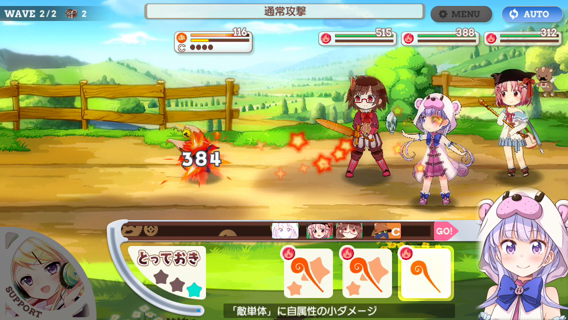 WAVE 2/2 2
通常攻撃
MENU
AUTO
116
C
515
388
312
384
C
GO!
とっておき
SUPPORT
「敵単体」に自属性の小ダメージ